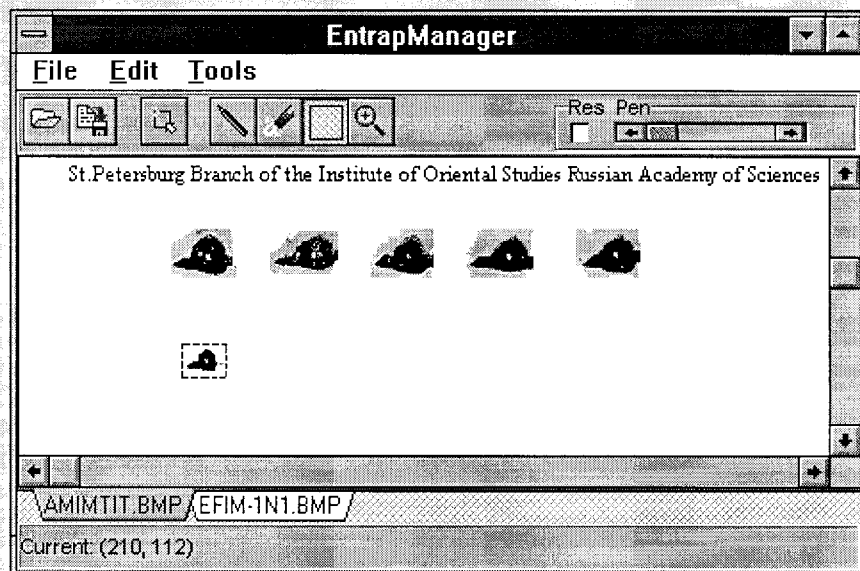 EntrapManager
File Edit Tools
Res Pen
St.Petersburg Branch of the Institute of Oriental Studies Russian Academy of Sciences
AMIMTIT.BMP EFIM-1N1.BMP
Current: (210, 112)